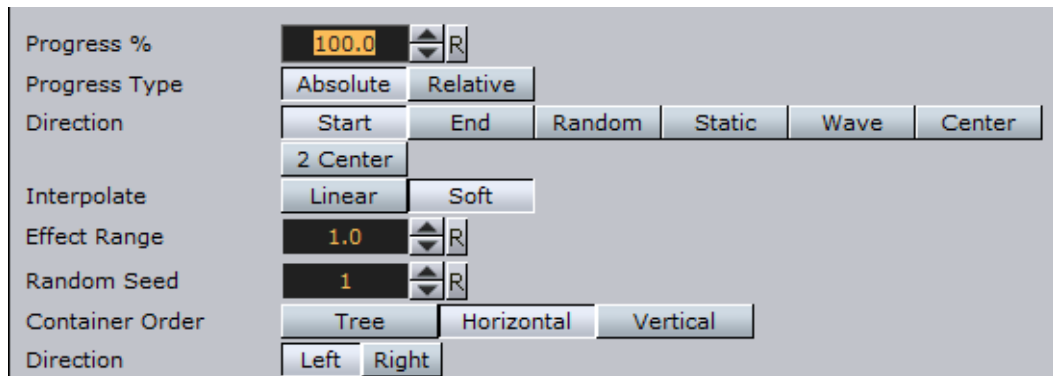 Progress % 100.0 R
Progress Type Absolute Relative
Direction Start End Random Static Wave Center
2 Center
Interpolate Linear Soft
Effect Range 1.0 R
Random Seed 1 R
Container Order Tree Horizontal Vertical
Direction Left Right